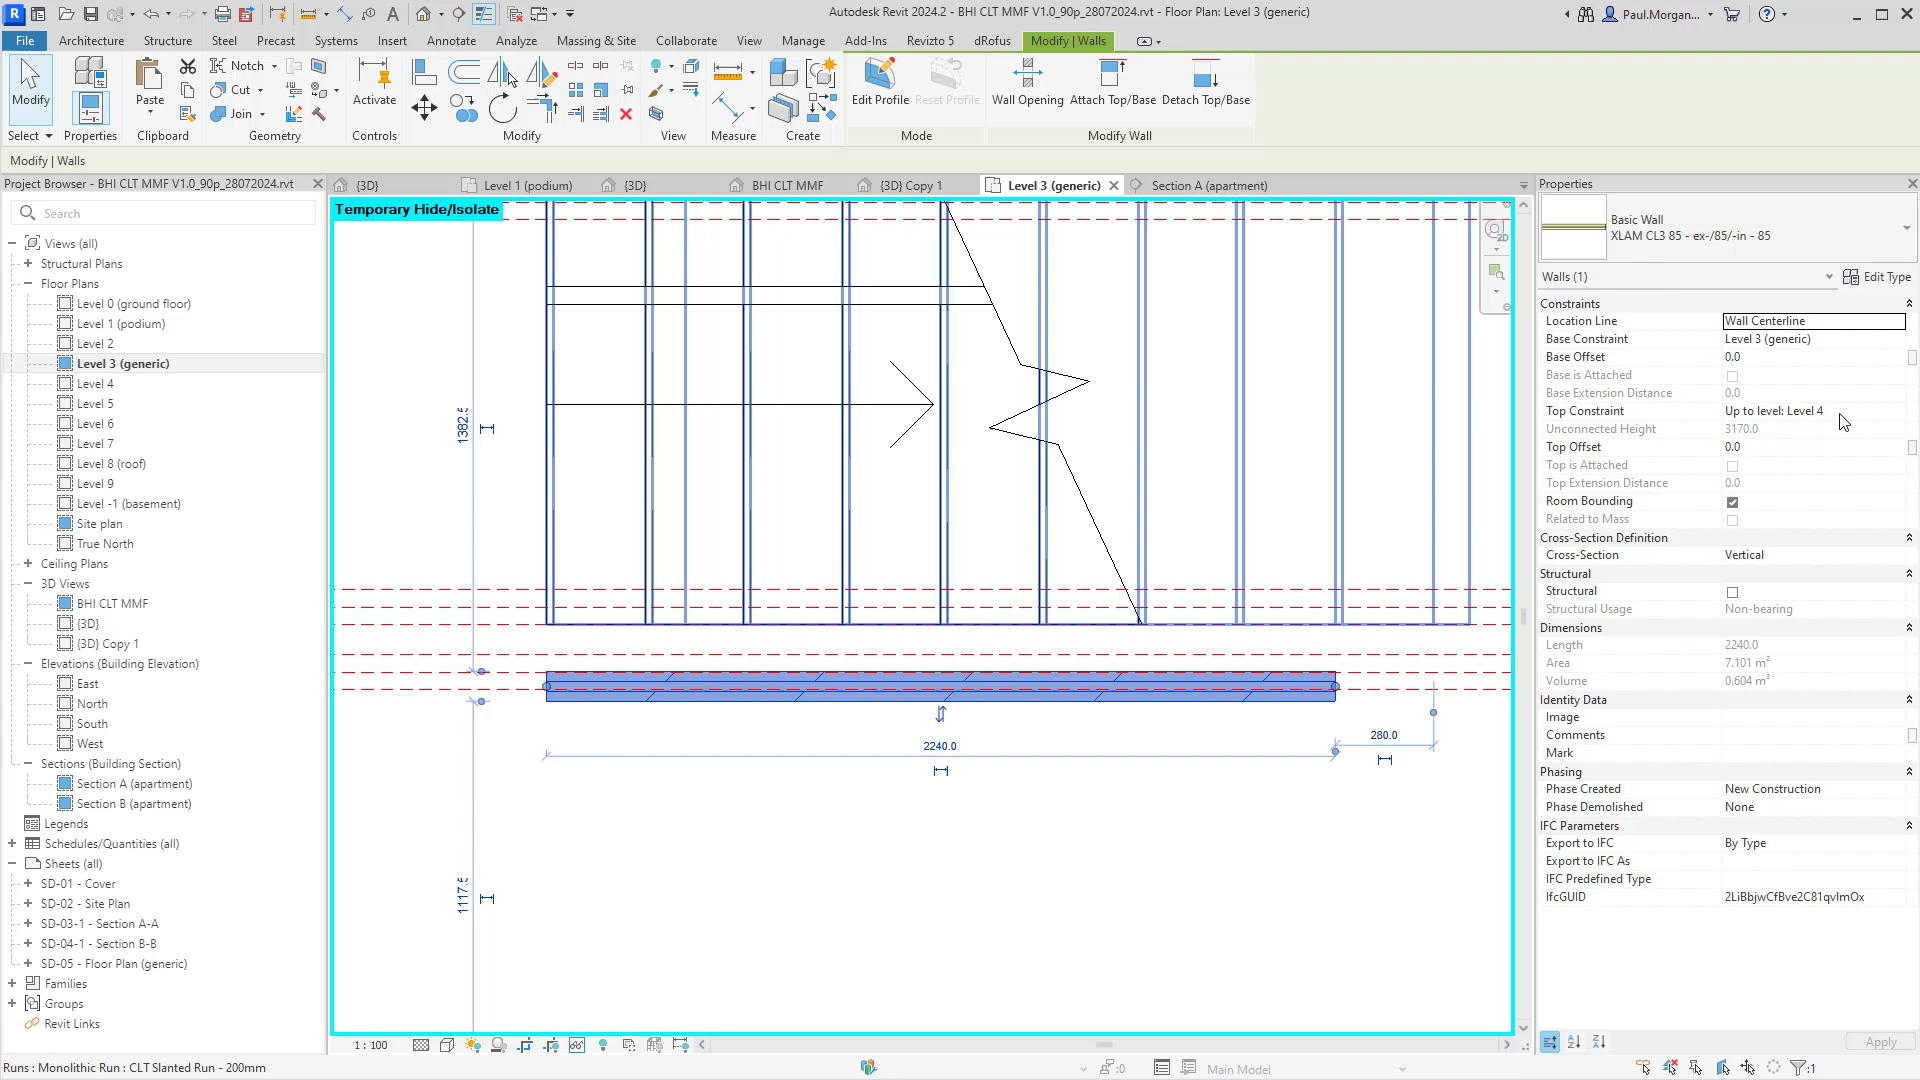 Autodesk Revit 2024.2 - BHI CLT MMF V1.0_90p_28072024.rvt - Floor Plan: Level 3 (generic)
Paul.Morgan...
File Architecture Structure Steel Precast Systems Insert Annotate Analyze Massing & Site Collaborate View Manage Add-Ins Revizto 5 dRofus Modify | Walls
Modify
Select
Properties
Paste
Clipboard
Notch
Cut
Join
Geometry
Activate
Controls
Modify
View
Measure
Create
Edit Profile Reset Profile
Mode
Wall Opening Attach Top/Base Detach Top/Base
Modify Wall
Modify | Walls
Project Browser - BHI CLT MMF V1.0_90p_28072024.rvt
Search
Views (all)
Structural Plans
Floor Plans
Level 0 (ground floor)
Level 1 (podium)
Level 2
Level 3 (generic)
Level 4
Level 5
Level 6
Level 7
Level 8 (roof)
Level 9
Level -1 (basement)
Site plan
True North
Ceiling Plans
3D Views
BHI CLT MMF
{3D}
{3D} Copy 1
Elevations (Building Elevation)
East
North
South
West
Sections (Building Section)
Section A (apartment)
Section B (apartment)
Legends
Schedules/Quantities (all)
Sheets (all)
SD-01 - Cover
SD-02 - Site Plan
SD-03-1 - Section A-A
SD-04-1 - Section B-B
SD-05 - Floor Plan (generic)
Families
Groups
Revit Links
{3D} Level 1 (podium) {3D} BHI CLT MMF {3D} Copy 1 Level 3 (generic) Section A (apartment)
Temporary Hide/Isolate
2D
1382.5
2240.0
280.0
1117.5
1 : 100
Properties
Basic Wall
XLAM CL3 85 - ex-/85/-in - 85
Walls (1) Edit Type
Constraints
Location Line Wall Centerline
Base Constraint Level 3 (generic)
Base Offset 0.0
Base is Attached
Base Extension Distance 0.0
Top Constraint Up to level: Level 4
Unconnected Height 3170.0
Top Offset 0.0
Top is Attached
Top Extension Distance 0.0
Room Bounding
Related to Mass
Cross-Section Definition
Cross-Section Vertical
Structural
Structural
Structural Usage Non-bearing
Dimensions
Length 2240.0
Area 7.101 m²
Volume 0.604 m³
Identity Data
Image
Comments
Mark
Phasing
Phase Created New Construction
Phase Demolished None
IFC Parameters
Export to IFC By Type
Export to IFC As
IFC Predefined Type
IfcGUID
Apply
Runs : Monolithic Run : CLT Slanted Run - 200mm
:0
Main Model
:1